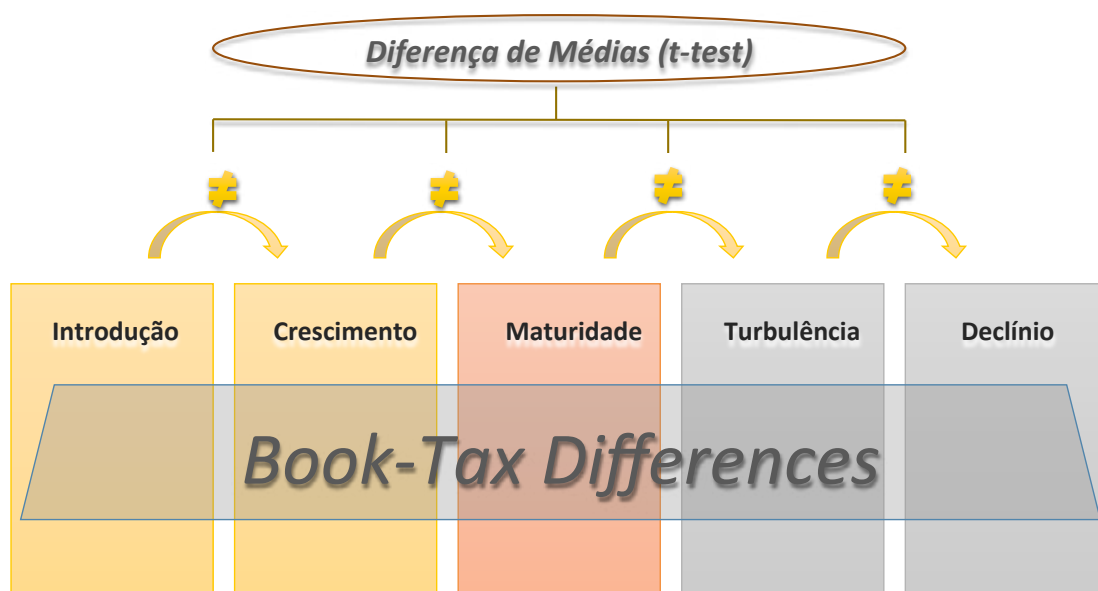 Diferença de Médias (t-test)
≠ ≠ ≠ ≠
Introdução Crescimento Maturidade Turbulência Declínio
Book-Tax Differences